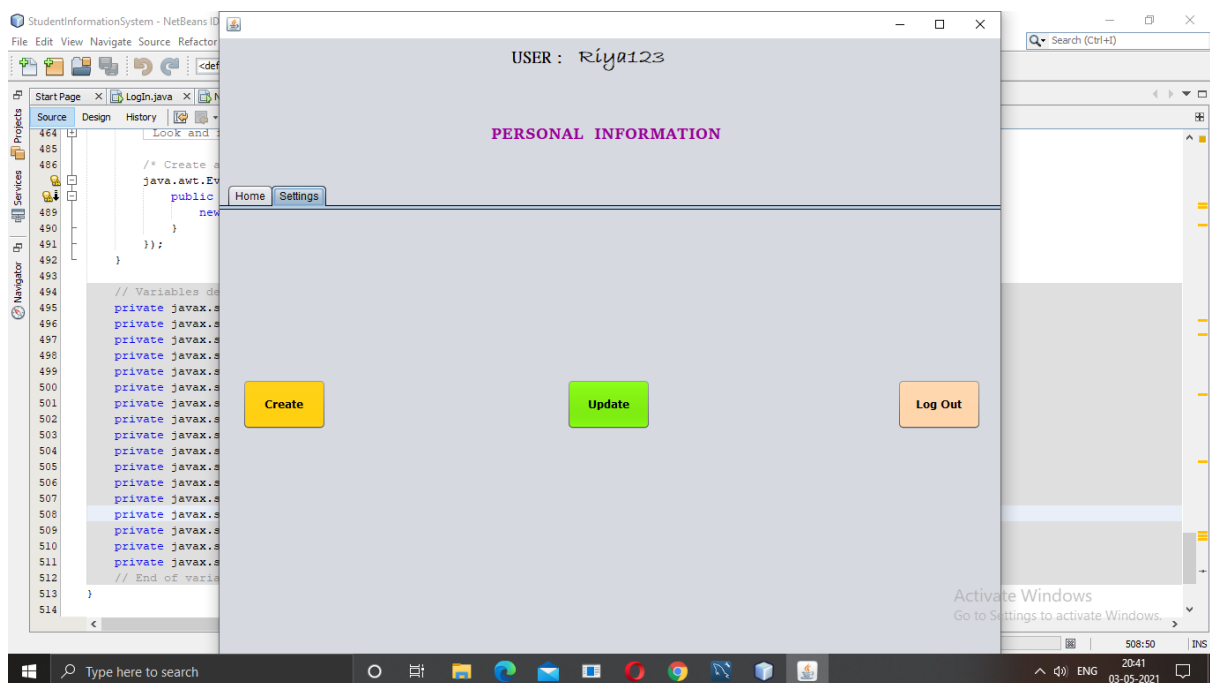 StudentInformationSystem - NetBeans ID
File Edit View Navigate Source Refactor
Search (Ctrl+I)
<def
USER : Riya123
Start Page
LogIn.java
N
Source Design History
PERSONAL INFORMATION
Projects
Services
Navigator
Home Settings
464 Look and
485
486 /* Create a
java.awt.Ev
public
489 new
490 }
491 });
492 }
493
494 // Variables de
495 private javax.s
496 private javax.s
497 private javax.s
498 private javax.s
499 private javax.s
500 private javax.s
501 private javax.s
502 private javax.s
503 private javax.s
504 private javax.s
505 private javax.s
506 private javax.s
507 private javax.s
508 private javax.s
509 private javax.s
510 private javax.s
511 private javax.s
512 // End of varia
513 }
514
Create Update Log Out
Activate Windows
Go to Settings to activate Windows.
508:50 INS
Type here to search
ENG
20:41
03-05-2021